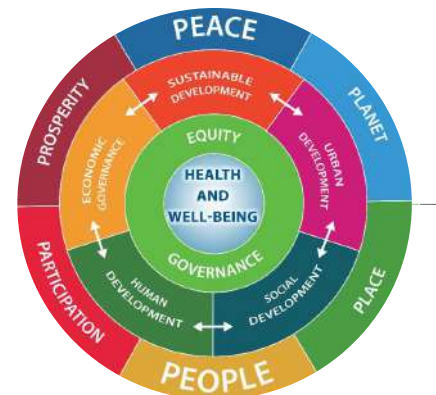 PEACE
PLANET
PLACE
PEOPLE
PARTICIPATION
PROSPERITY
SUSTAINABLE
DEVELOPMENT
URBAN
DEVELOPMENT
SOCIAL
DEVELOPMENT
HUMAN
DEVELOPMENT
ECONOMIC
GOVERNANCE
EQUITY
HEALTH
AND
WELL-BEING
GOVERNANCE